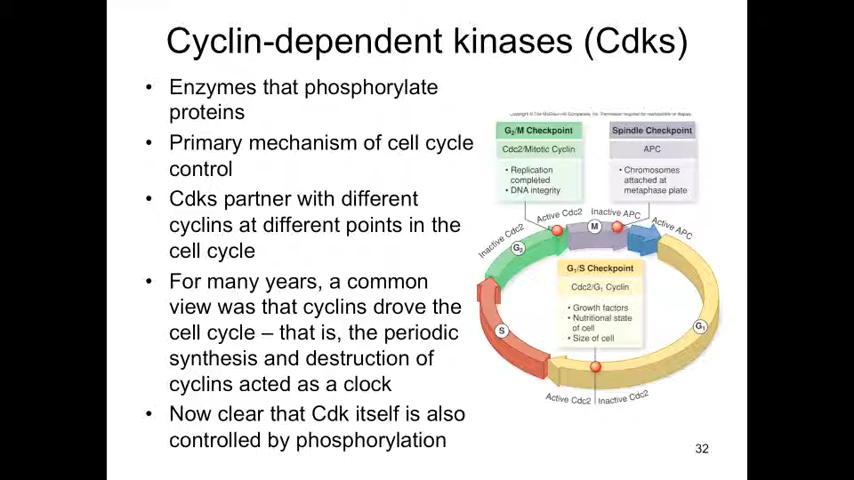 Cyclin-dependent kinases (Cdks)
• Enzymes that phosphorylate
proteins
• Primary mechanism of cell cycle
control
• Cdks partner with different
cyclins at different points in the
cell cycle
• For many years, a common
view was that cyclins drove the
cell cycle – that is, the periodic
synthesis and destruction of
cyclins acted as a clock
• Now clear that Cdk itself is also
controlled by phosphorylation
G₂/M Checkpoint
Cdc2/Mitotic Cyclin
• Replication
completed
• DNA integrity
Spindle Checkpoint
APC
• Chromosomes
attached at
metaphase plate
Inactive Cdc2
Active Cdc2
Inactive APC
Active APC
G₂
M
S
G₁
G₁/S Checkpoint
Cdc2/G₁ Cyclin
• Growth factors
• Nutritional state
of cell
• Size of cell
Active Cdc2
Inactive Cdc2
32